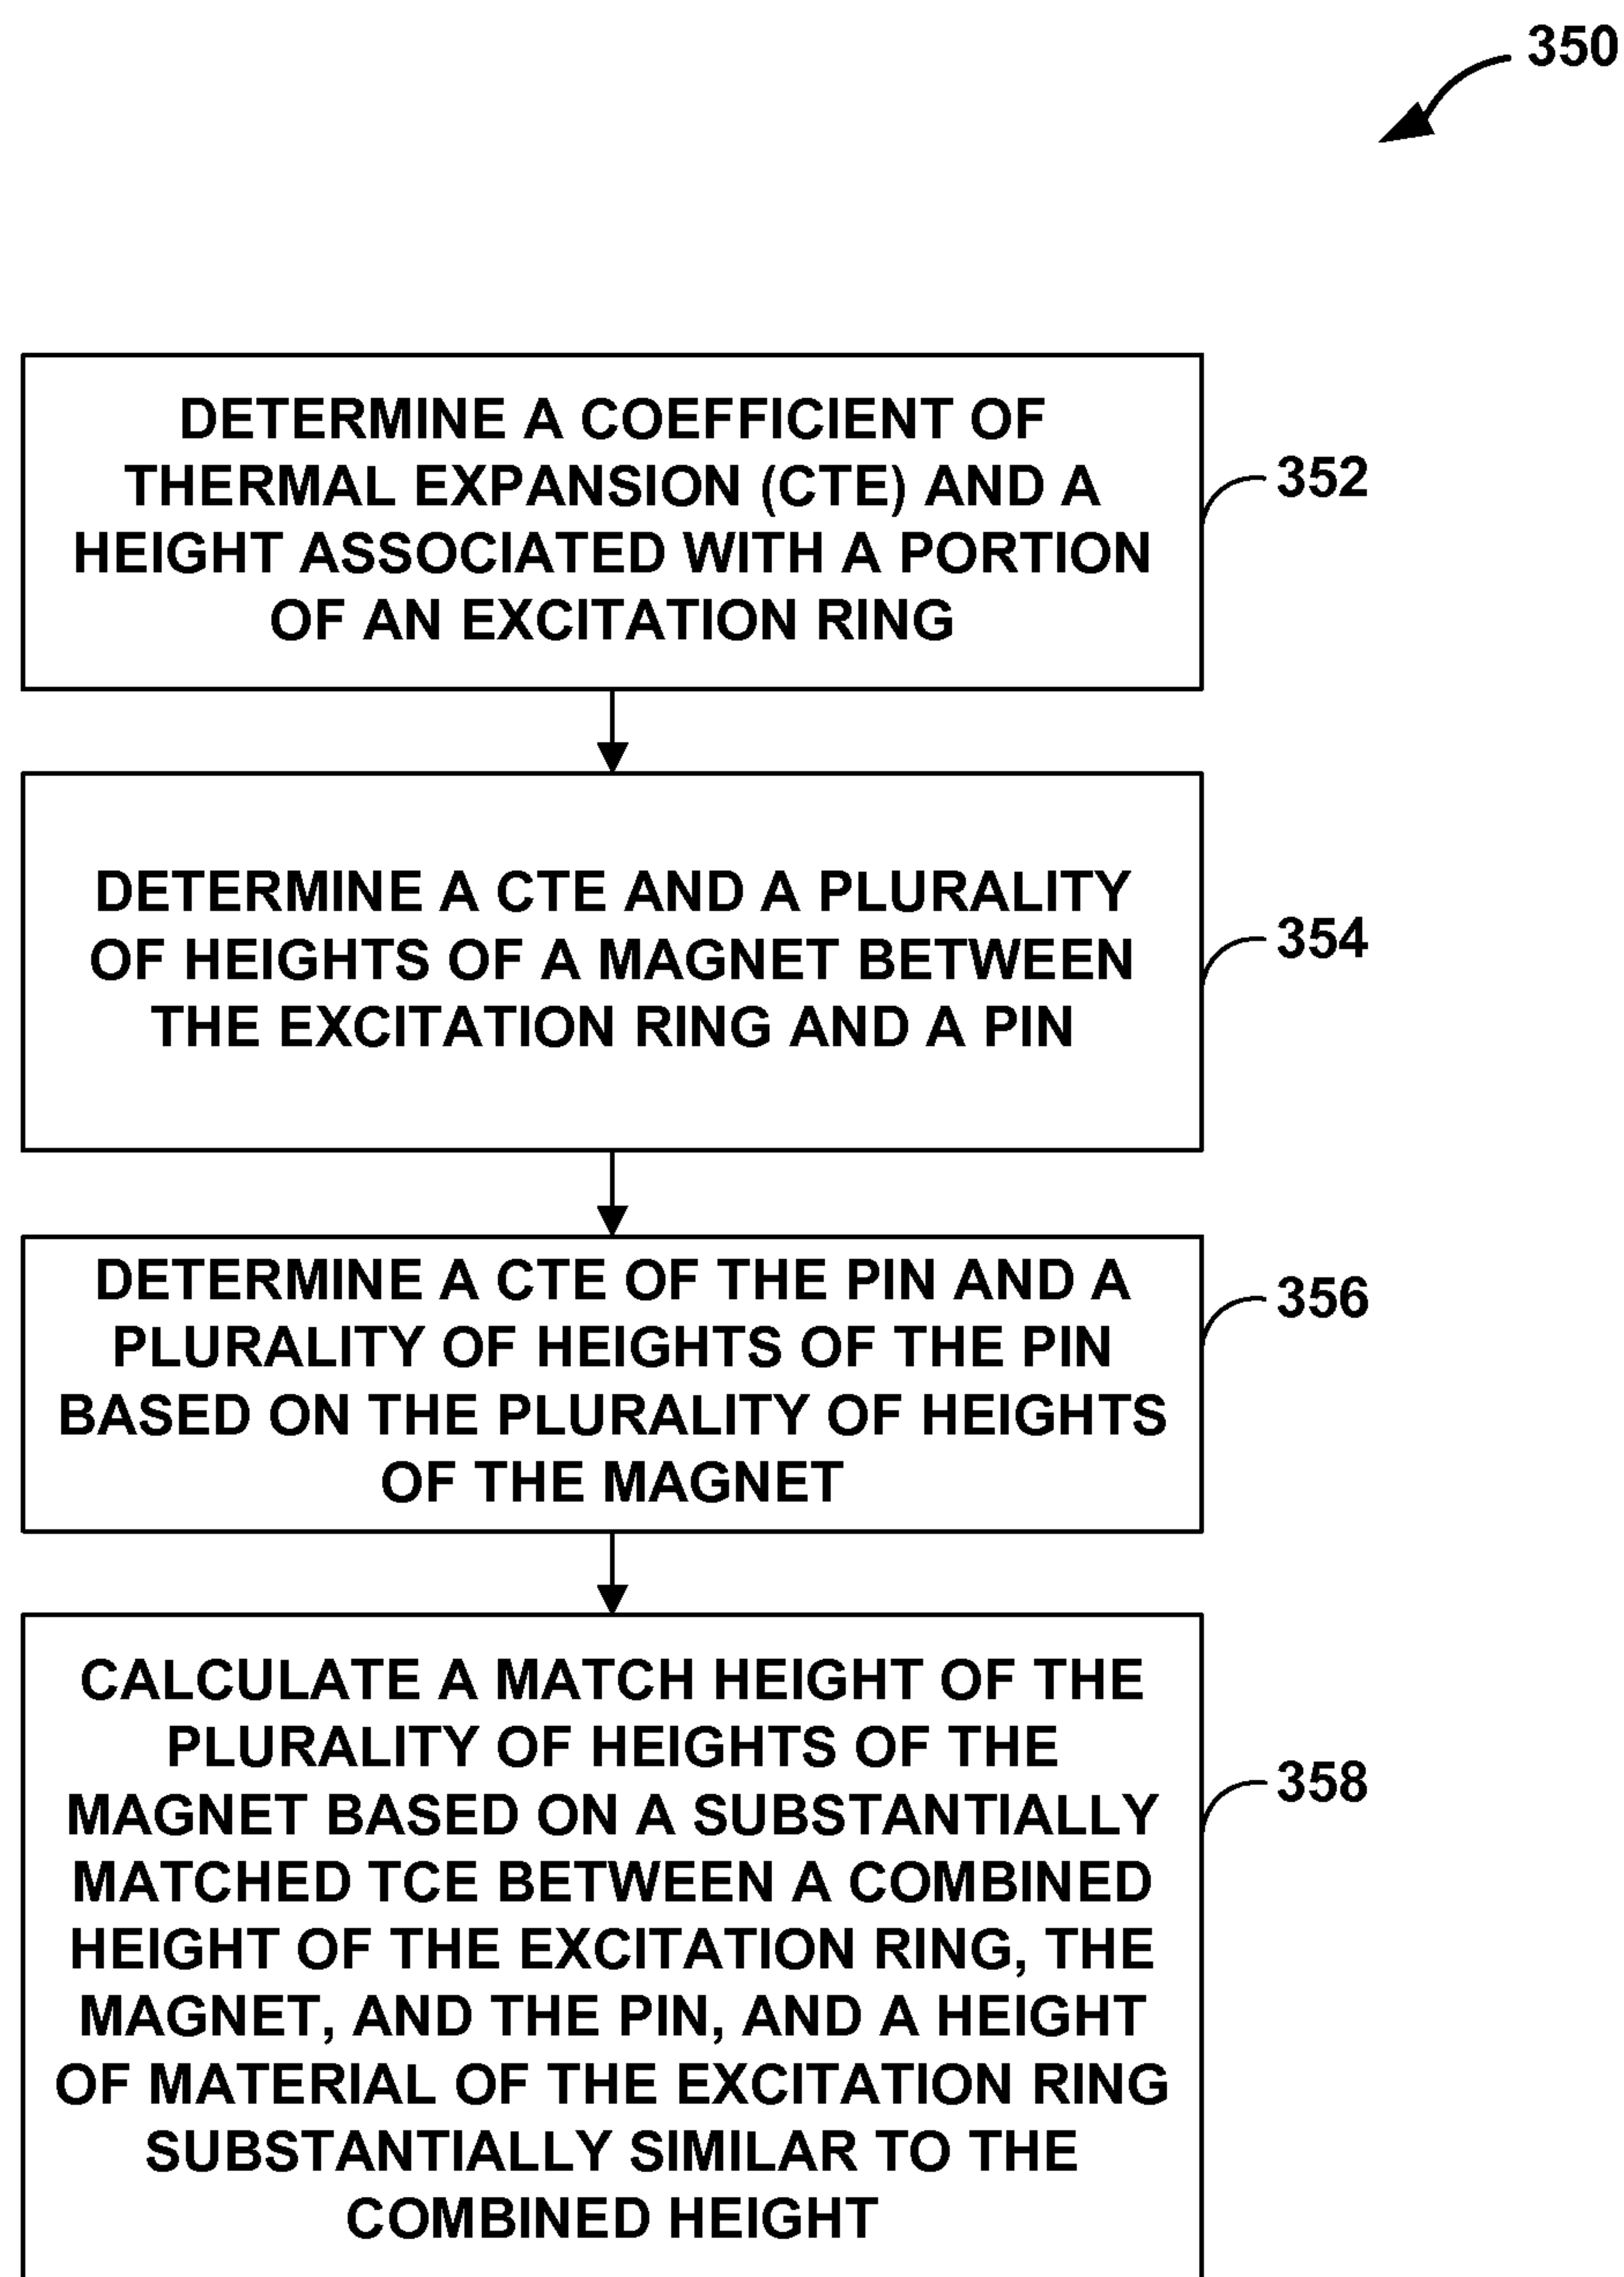 350
DETERMINE A COEFFICIENT OF
THERMAL EXPANSION (CTE) AND A
HEIGHT ASSOCIATED WITH A PORTION
OF AN EXCITATION RING
352
DETERMINE A CTE AND A PLURALITY
OF HEIGHTS OF A MAGNET BETWEEN
THE EXCITATION RING AND A PIN
354
DETERMINE A CTE OF THE PIN AND A
PLURALITY OF HEIGHTS OF THE PIN
BASED ON THE PLURALITY OF HEIGHTS
OF THE MAGNET
356
CALCULATE A MATCH HEIGHT OF THE
PLURALITY OF HEIGHTS OF THE
MAGNET BASED ON A SUBSTANTIALLY
MATCHED TCE BETWEEN A COMBINED
HEIGHT OF THE EXCITATION RING, THE
MAGNET, AND THE PIN, AND A HEIGHT
OF MATERIAL OF THE EXCITATION RING
SUBSTANTIALLY SIMILAR TO THE
COMBINED HEIGHT
358